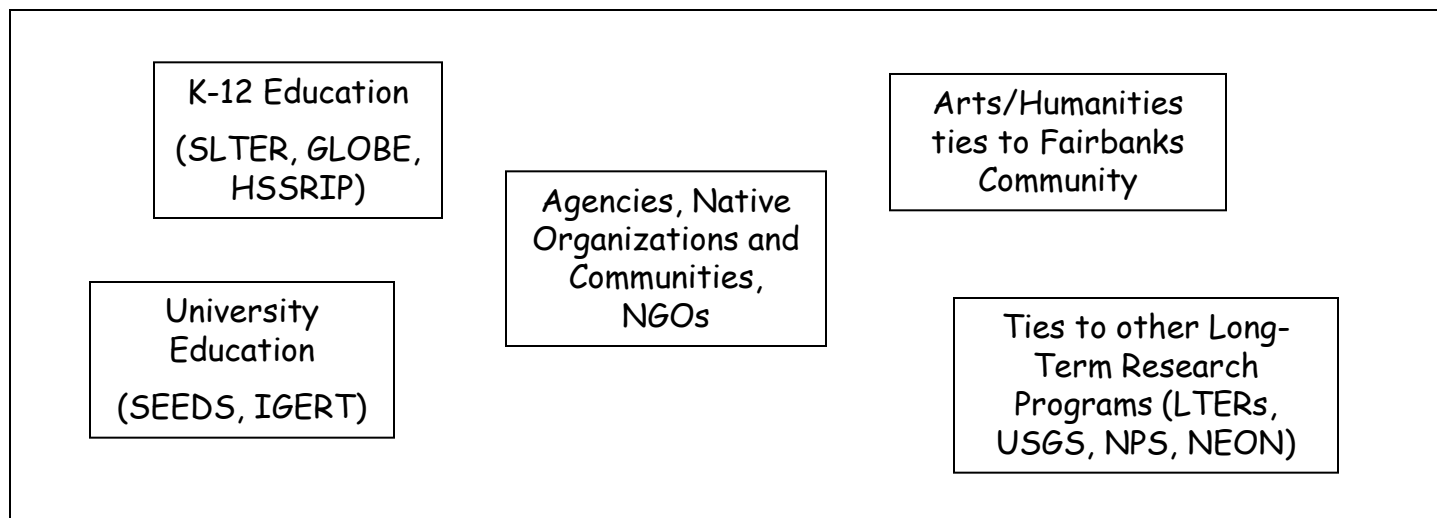 K-12 Education
(SLTER, GLOBE,
HSSRIP)
University
Education
(SEEDS, IGERT)
Agencies, Native
Organizations and
Communities,
NGOs
Arts/Humanities
ties to Fairbanks
Community
Ties to other Long-
Term Research
Programs (LTERs,
USGS, NPS, NEON)